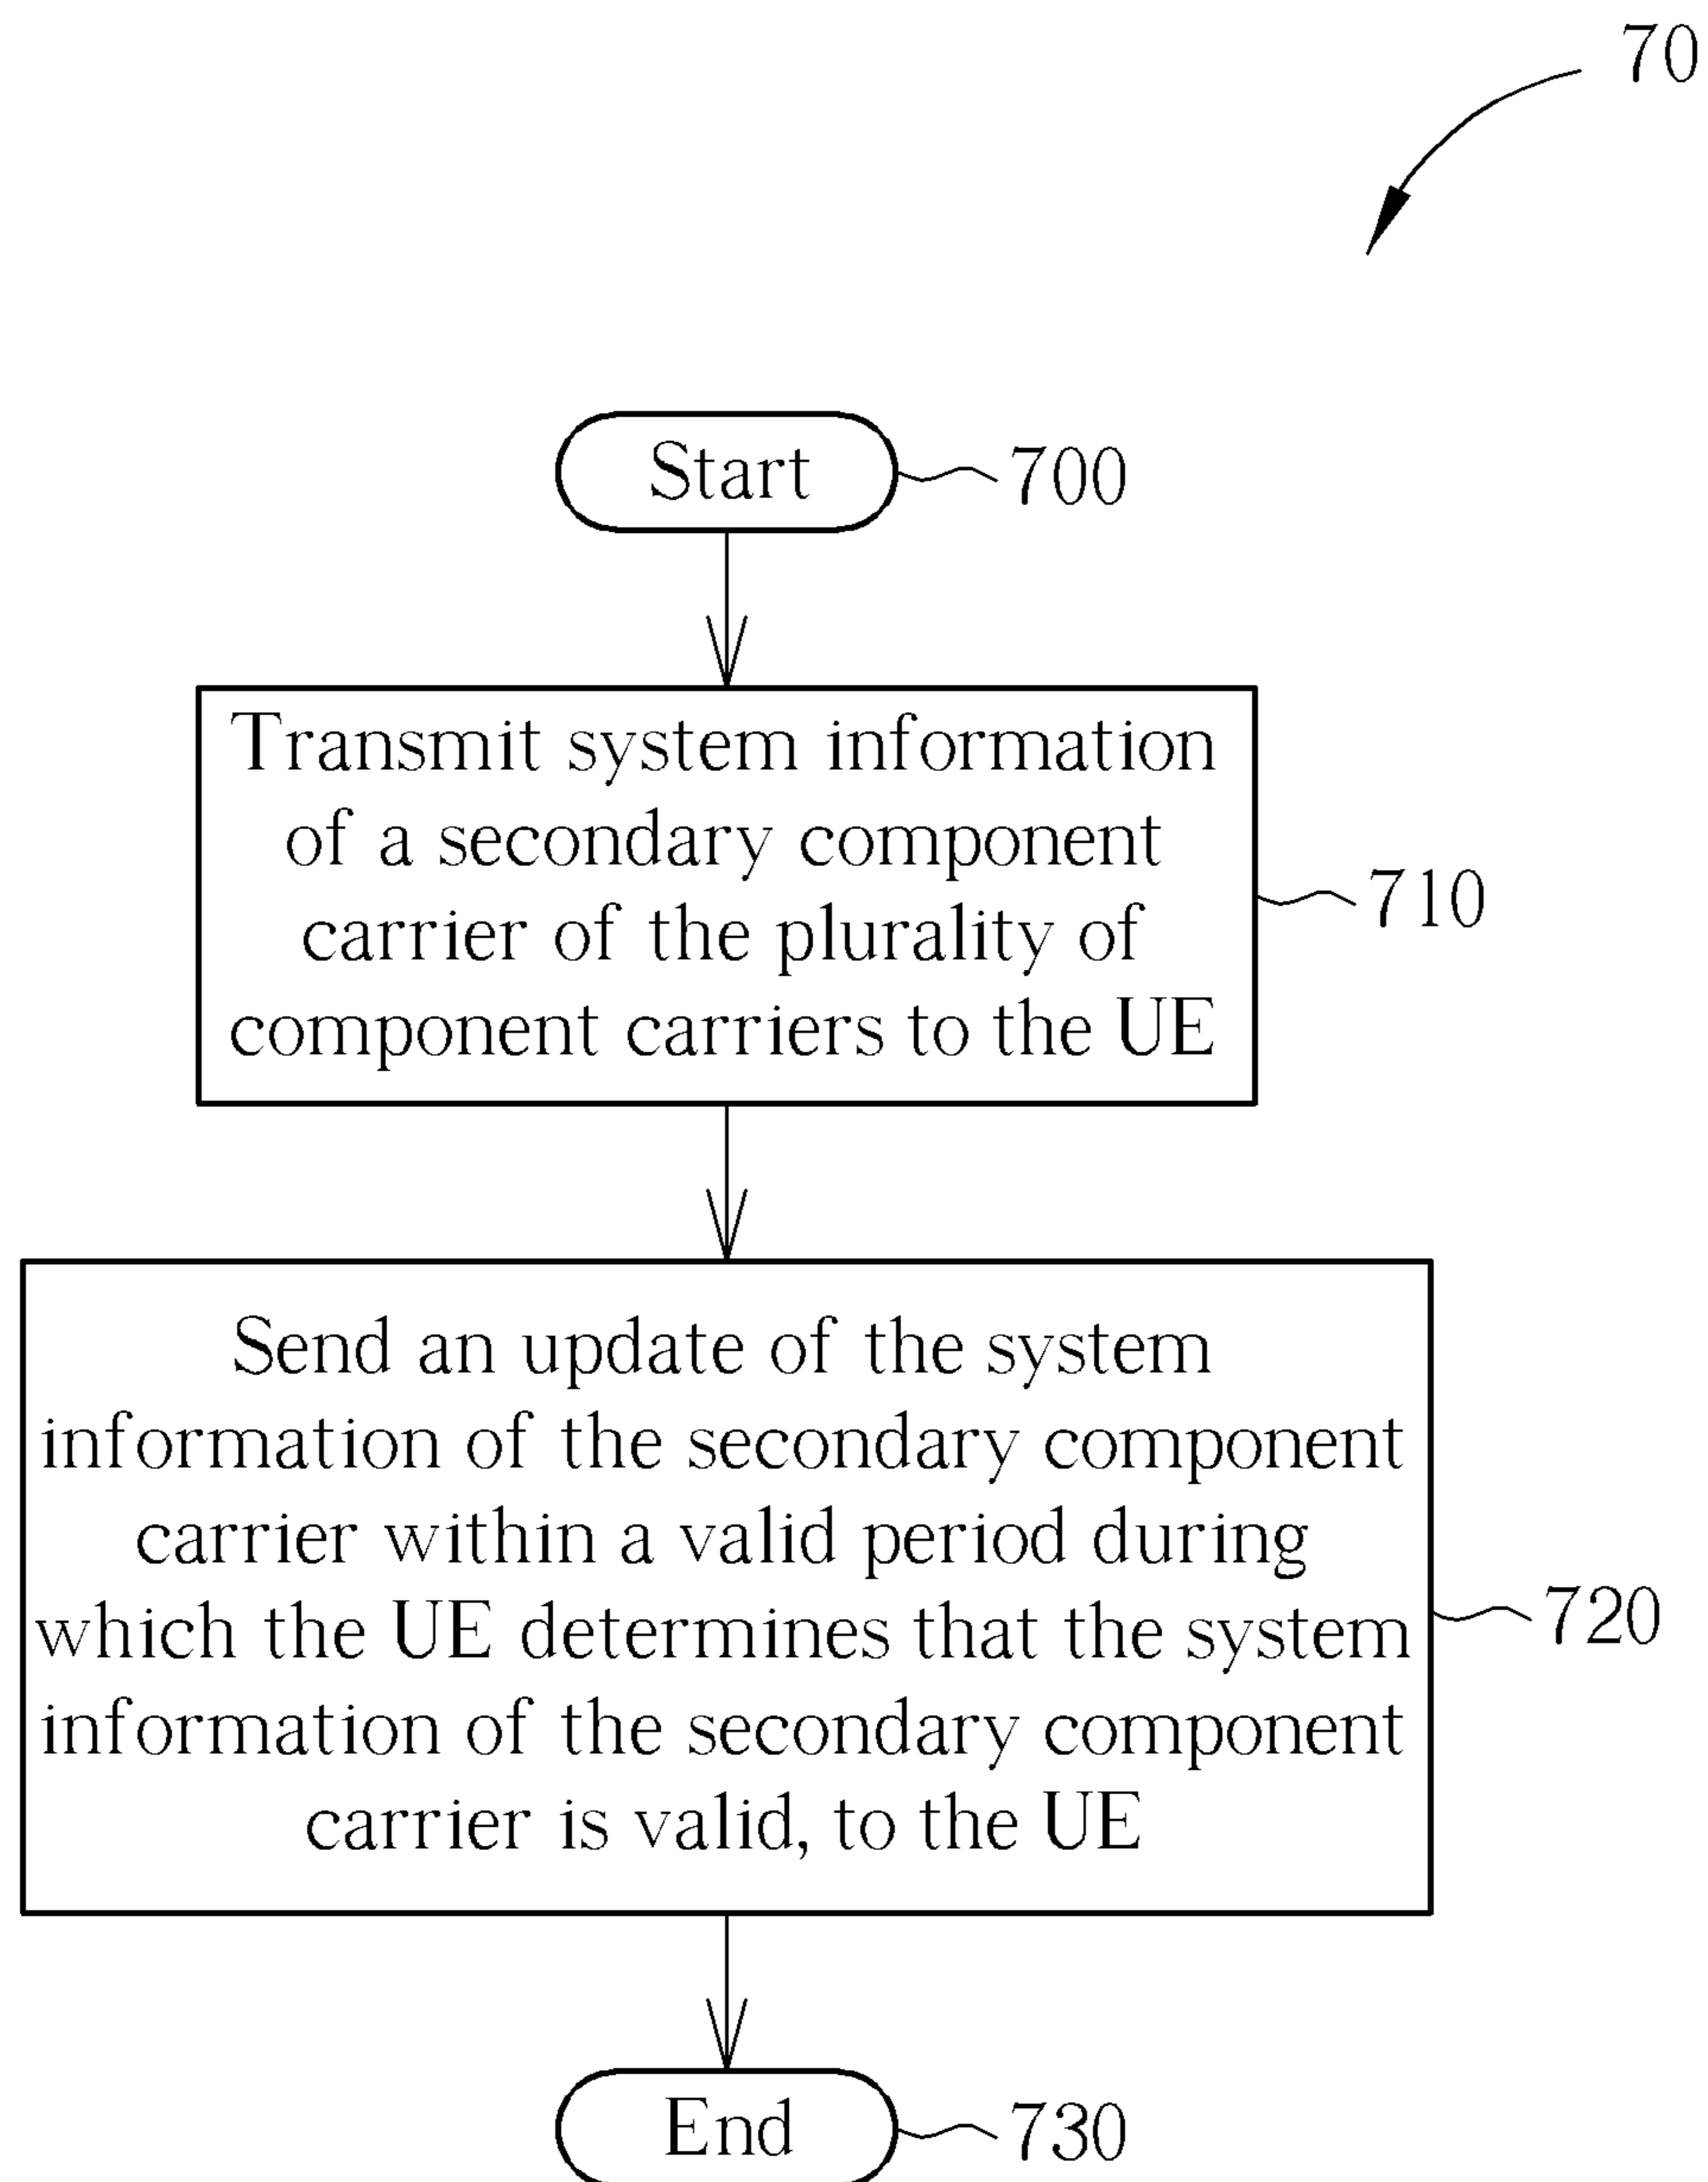 70
Start
700
Transmit system information
of a secondary component
carrier of the plurality of
component carriers to the UE
710
Send an update of the system
information of the secondary component
carrier within a valid period during
which the UE determines that the system
information of the secondary component
carrier is valid, to the UE
720
End
730